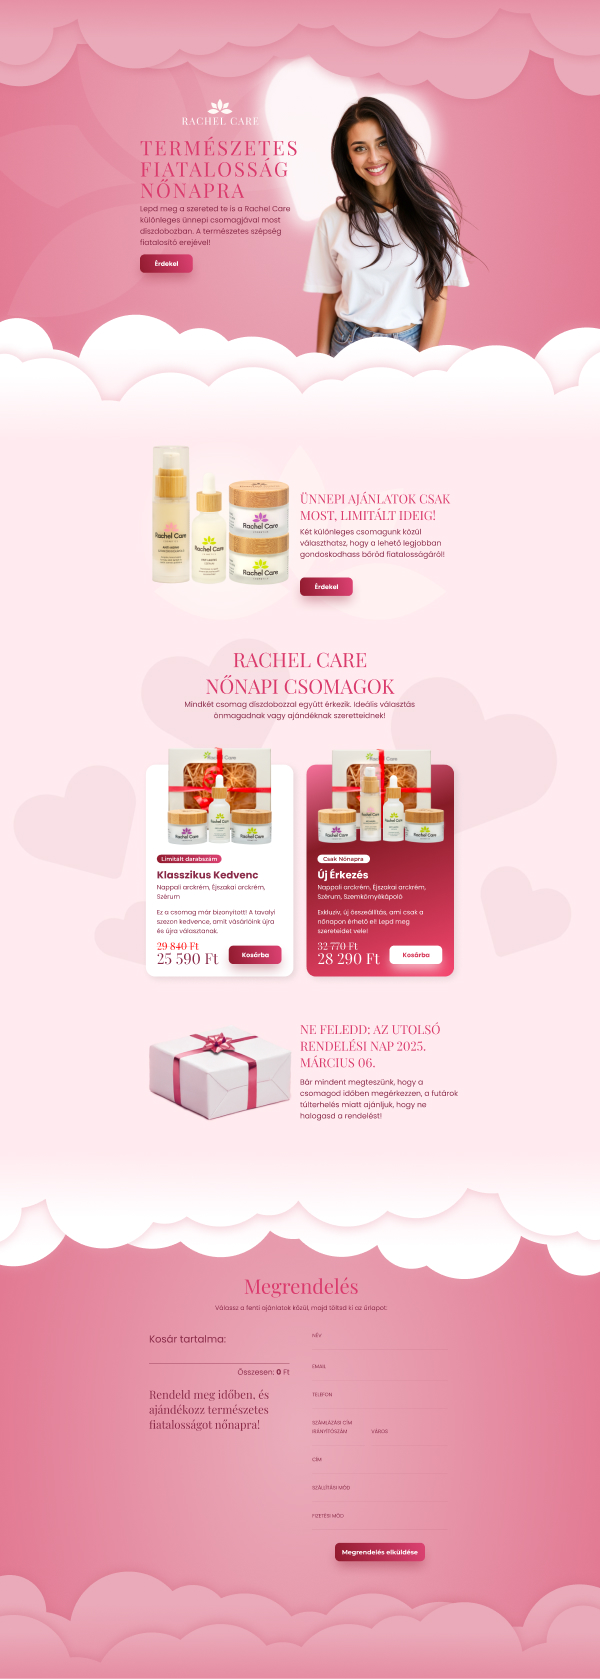 RACHEL CARE
TERMÉSZETES
FIATALOSSÁG
NŐNAPRA
Lepd meg a szereted te is a Rachel Care
különleges ünnepi csomagjával most
díszdobozban. A természetes szépség
fiatalosító erejével!
Érdekel
Rachel Care
Rachel Care
Rachel Care
Rachel Care
ÜNNEPI AJÁNLATOK CSAK
MOST, LIMITÁLT IDEIG!
Két különleges csomagunk közül
választhatsz, hogy a lehető legjobban
gondoskodhass bőröd fiatalosságáról!
Érdekel
RACHEL CARE
NŐNAPI CSOMAGOK
Mindkét csomag díszdobozzal együtt érkezik. Ideális választás
önmagadnak vagy ajándéknak szeretteidnek!
Limitált darabszám
Klasszikus Kedvenc
Nappali arckrém, Éjszakai arckrém,
Szérum
Ez a csomag már bizonyított! A tavalyi
szezon kedvence, amit vásárlóink újra
és újra választanak.
29 840 Ft
25 590 Ft
Kosárba
Csak Nőnapra
Új Érkezés
Nappali arckrém, Éjszakai arckrém,
Szérum, Szemkörnyékápoló
Exkluzív, új összeállítás, ami csak a
nőnapon érhető el! Lepd meg
szereteidet vele!
32 770 Ft
28 290 Ft
Kosárba
NE FELEDD: AZ UTOLSÓ
RENDELÉSI NAP 2025.
MÁRCIUS 06.
Bár mindent megteszünk, hogy a
csomagod időben megérkezzen, a futárok
túlterhelés miatt ajánljuk, hogy ne
halogasd a rendelést!
Megrendelés
Válassz a fenti ajánlatok közül, majd töltsd ki az űrlapot:
Kosár tartalma:
Összesen: 0 Ft
Rendeld meg időben, és
ajándékozz természetes
fiatalosságot nőnapra!
NÉV
EMAIL
TELEFON
SZÁMLÁZÁSI CÍM
IRÁNYÍTÓSZÁM VÁROS
CÍM
SZÁLLÍTÁSI MÓD
FIZETÉSI MÓD
Megrendelés elküldése